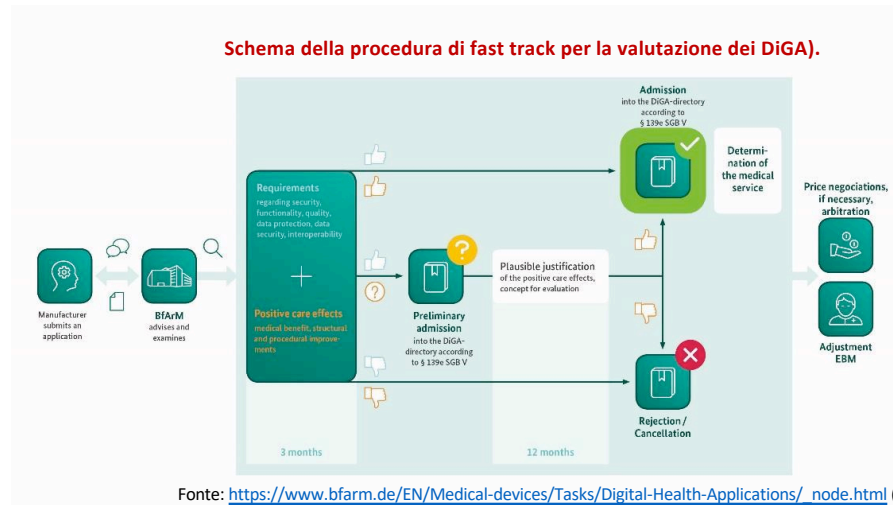 Schema della procedura di fast track per la valutazione dei DiGA).
Admission
into the DiGA-directory
according to
§ 139e SGB V
Determi-
nation of
the medical
service
Price negotiations,
if necessary,
arbitration
Requirements
regarding security,
functionality, quality,
data protection, data
security, interoperability
+
Positive care effects
medical benefit, structural
and procedural improve-
ments
?
?
Plausible justification
of the positive care effects,
concept for evaluation
Manufacturer
submits an
application
BfArM
advises and
examines
Preliminary
admission
into the DiGA-
directory according
to § 139e SGB V
Adjustment
EBM
Rejection /
Cancellation
3 months
12 months
Fonte: https://www.bfarm.de/EN/Medical-devices/Tasks/Digital-Health-Applications/_node.html (